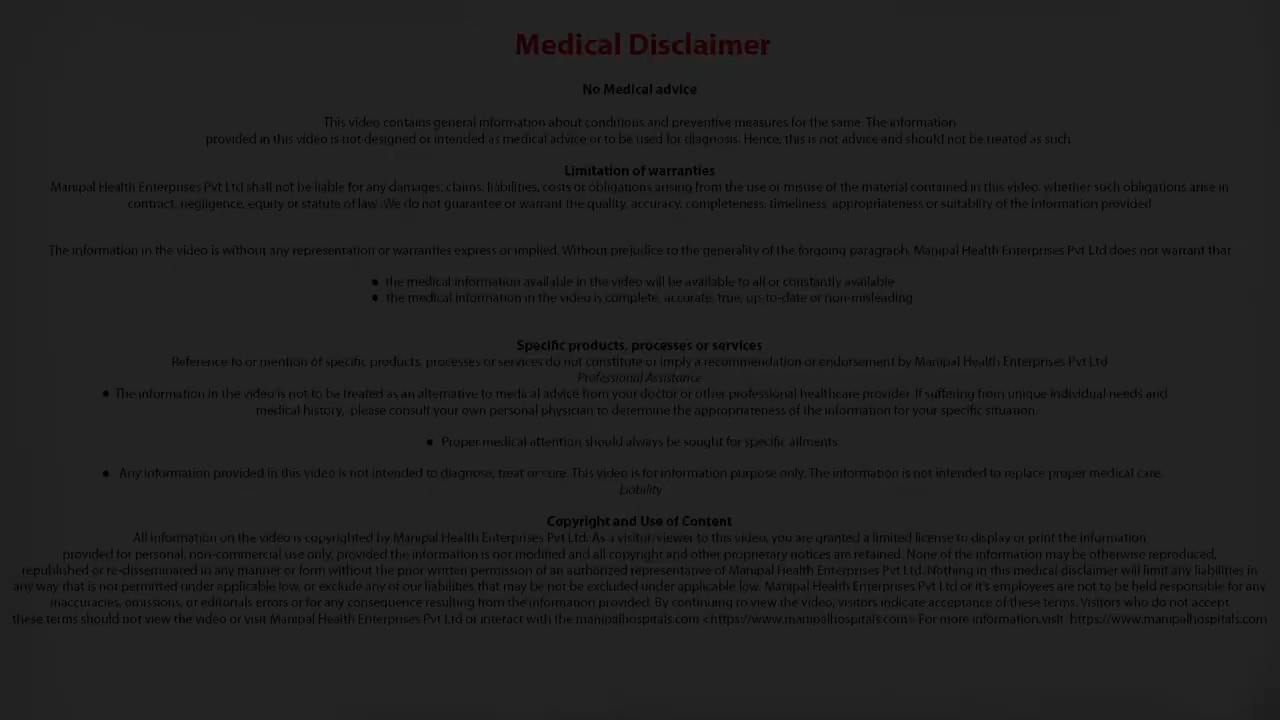 Medical Disclaimer
No Medical advice
This video contains general information about conditions and preventive measures for the same. The information
provided in this video is not designed or intended as medical advice or to be used for diagnosis. Hence, this is not advice and should not be treated as such.
Limitation of warranties
Manipal Health Enterprises Pvt Ltd shall not be liable for any damages, claims, liabilities, costs or obligations arising from the use or misuse of the material contained in this video, whether such obligations arise in
contract, negligence, equity or statute of law .We do not guarantee or warrant the quality, accuracy, completeness, timeliness, appropriateness or suitability of the information provided
The information in the video is without any representation or warranties express or implied. Without prejudice to the generality of the forgoing paragraph, Manipal Health Enterprises Pvt Ltd does not warrant that
● the medical information available in the video will be available to all or constantly available
● the medical information in the video is complete, accurate, true, up-to-date or non-misleading
Specific products, processes or services
Reference to or mention of specific products, processes or services do not constitute or imply a recommendation or endorsement by Manipal Health Enterprises Pvt Ltd
Professional Assistance
● The information in the video is not to be treated as an alternative to medical advice from your doctor or other professional healthcare provider. If suffering from unique individual needs and
medical history, please consult your own personal physician to determine the appropriateness of the information for your specific situation.
● Proper medical attention should always be sought for specific ailments
● Any information provided in this video is not intended to diagnose, treat or cure. This video is for information purpose only. The information is not intended to replace proper medical care.
Liability
Copyright and Use of Content
All information on the video is copyrighted by Manipal Health Enterprises Pvt Ltd. As a visitor/viewer to this video, you are granted a limited license to display or print the information
provided for personal, non-commercial use only, provided the information is not modified and all copyright and other proprietary notices are retained. None of the information may be otherwise reproduced,
republished or re-disseminated in any manner or form without the prior written permission of an authorized representative of Manipal Health Enterprises Pvt Ltd. Nothing in this medical disclaimer will limit any liabilities in
any way that is not permitted under applicable low, or exclude any of our liabilities that may be not be excluded under applicable low. Manipal Health Enterprises Pvt Ltd or it's employees are not to be held responsible for any
inaccuracies, omissions, or editorials errors or for any consequence resulting from the information provided. By continuing to view the video, visitors indicate acceptance of these terms. Visitors who do not accept
these terms should not view the video or visit Manipal Health Enterprises Pvt Ltd or interact with the manipalhospitals.com <https://www.manipalhospitals.com> For more information.visit https://www.manipalhospitals.com